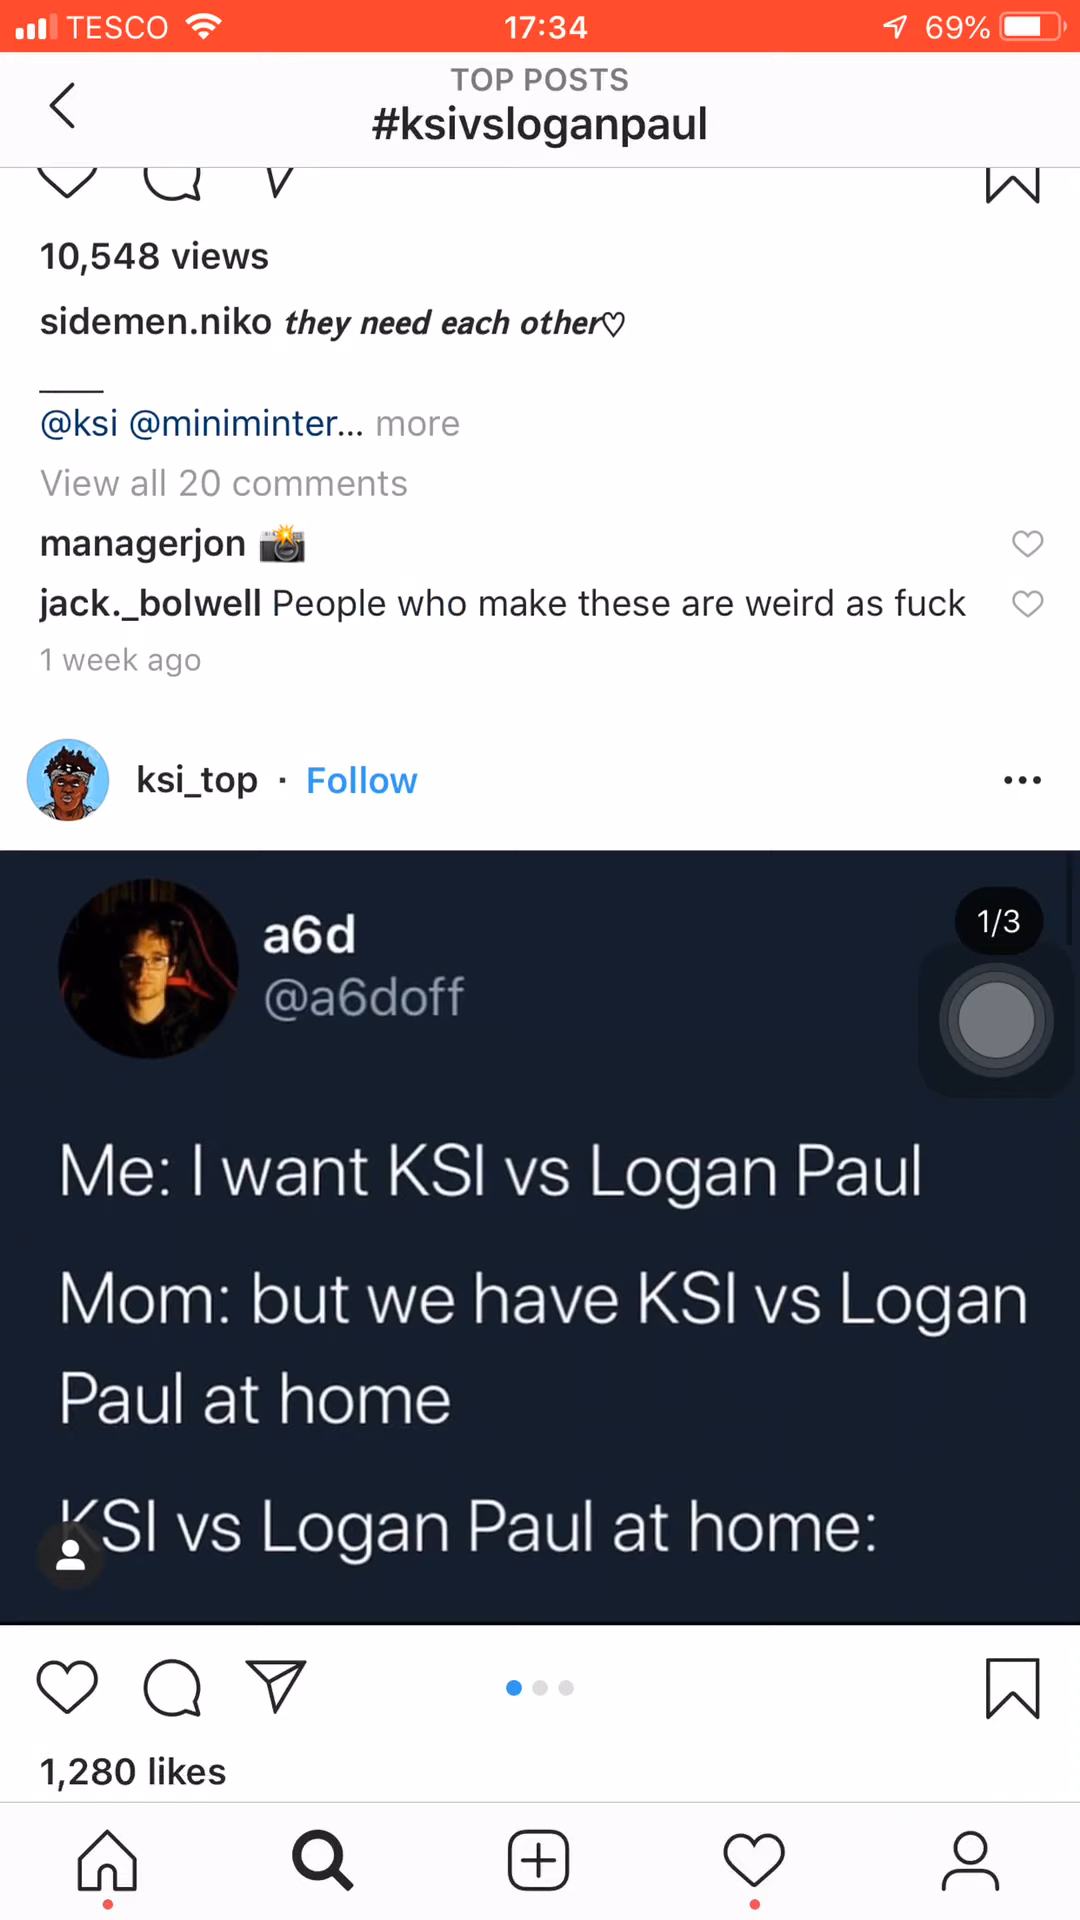 TESCO 17:34 69%
TOP POSTS
#ksivsloganpaul
10,548 views
sidemen.niko they need each other♡
____
@ksi @miniminter... more
View all 20 comments
managerjon 📸
jack._bolwell People who make these are weird as fuck
1 week ago
ksi_top · Follow
a6d
@a6doff
1/3
Me: I want KSI vs Logan Paul
Mom: but we have KSI vs Logan
Paul at home
KSI vs Logan Paul at home:
1,280 likes